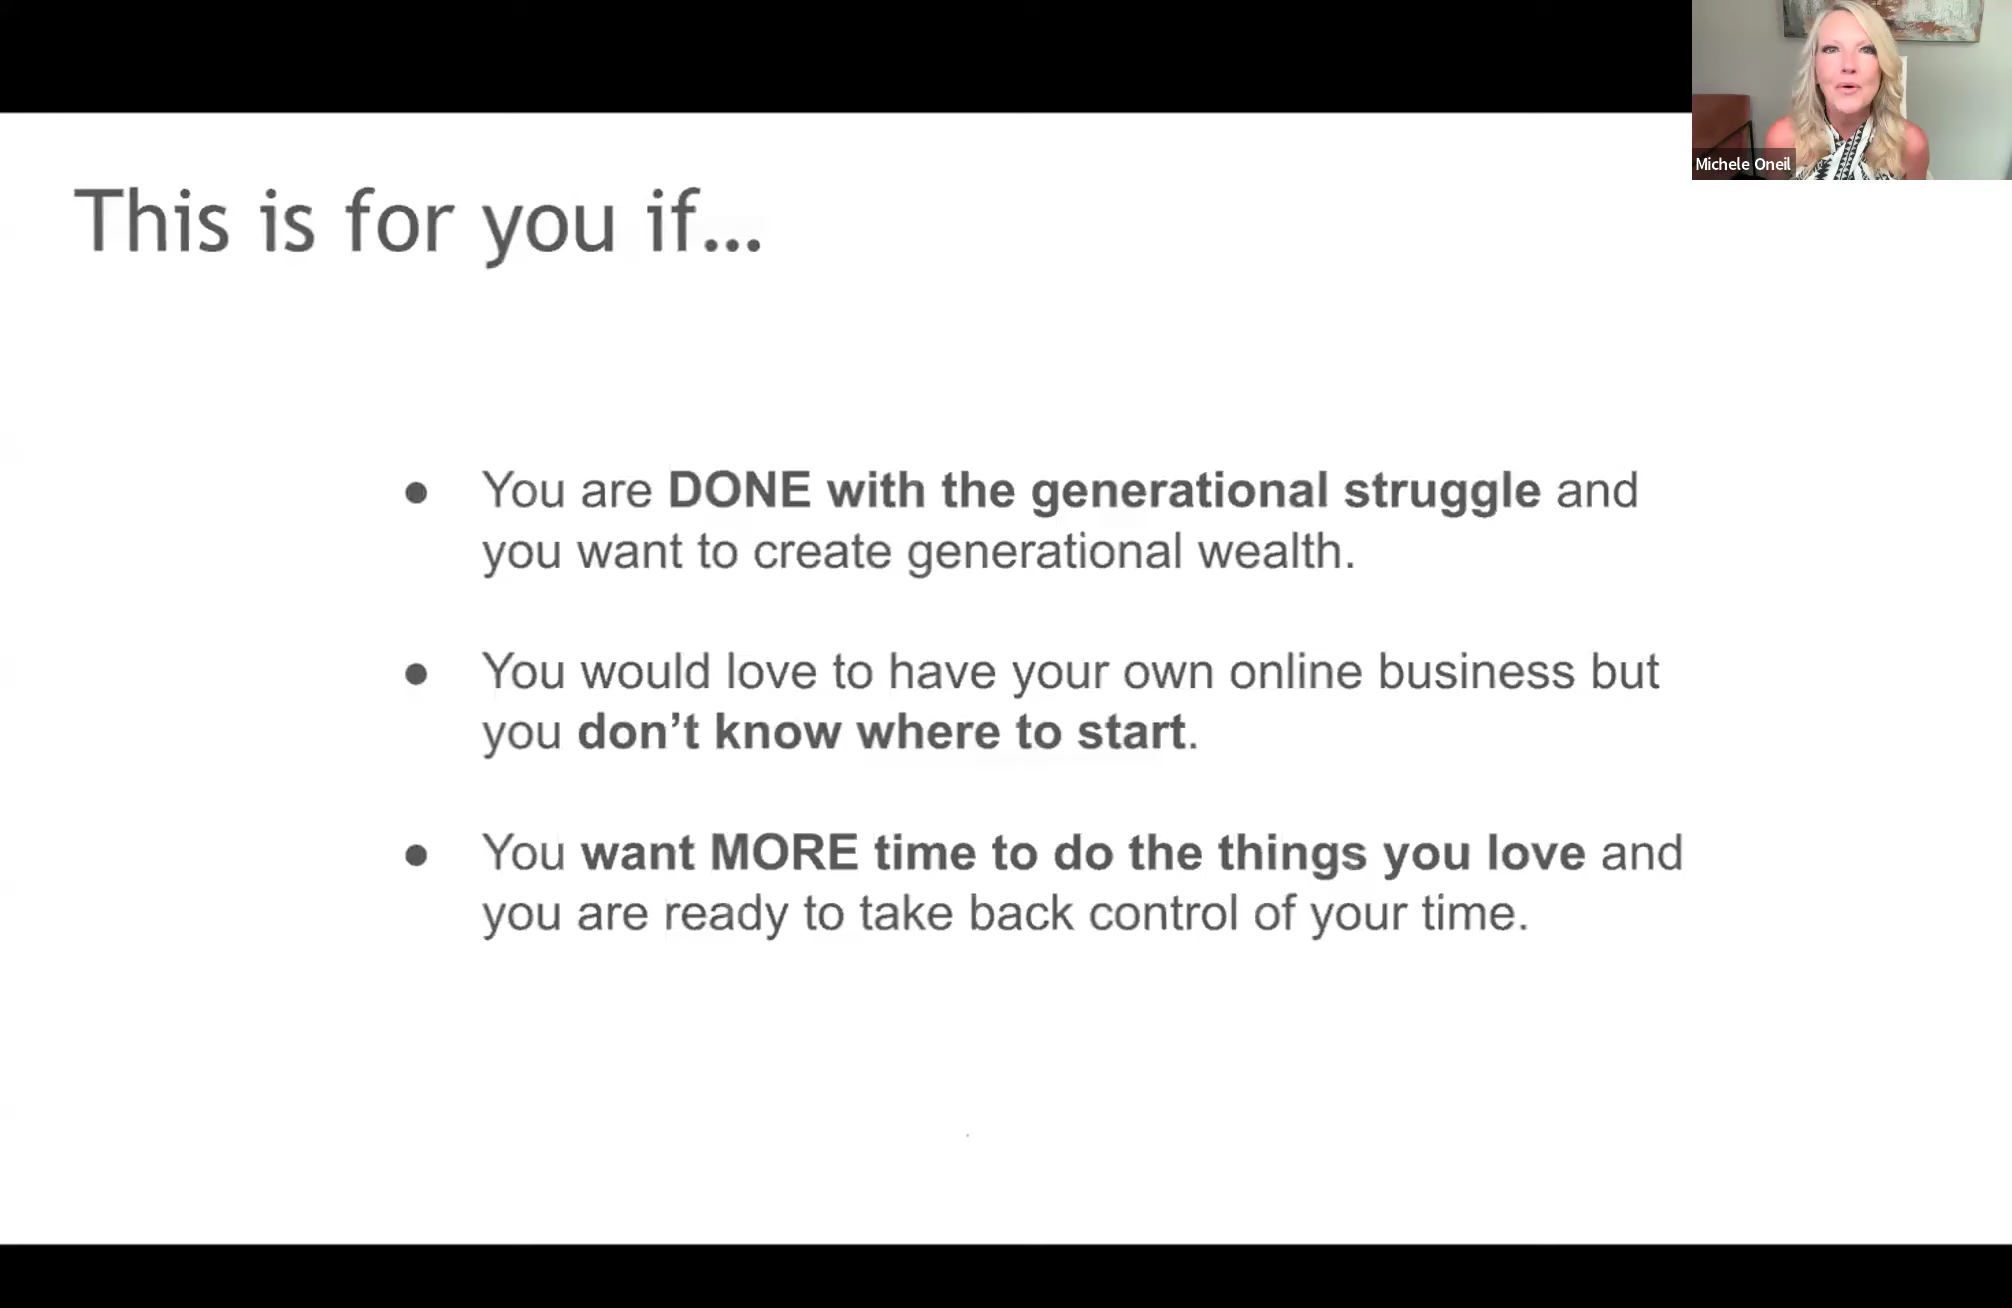 Michele Oneil
This is for you if...
● You are DONE with the generational struggle and
you want to create generational wealth.
● You would love to have your own online business but
you don’t know where to start.
● You want MORE time to do the things you love and
you are ready to take back control of your time.